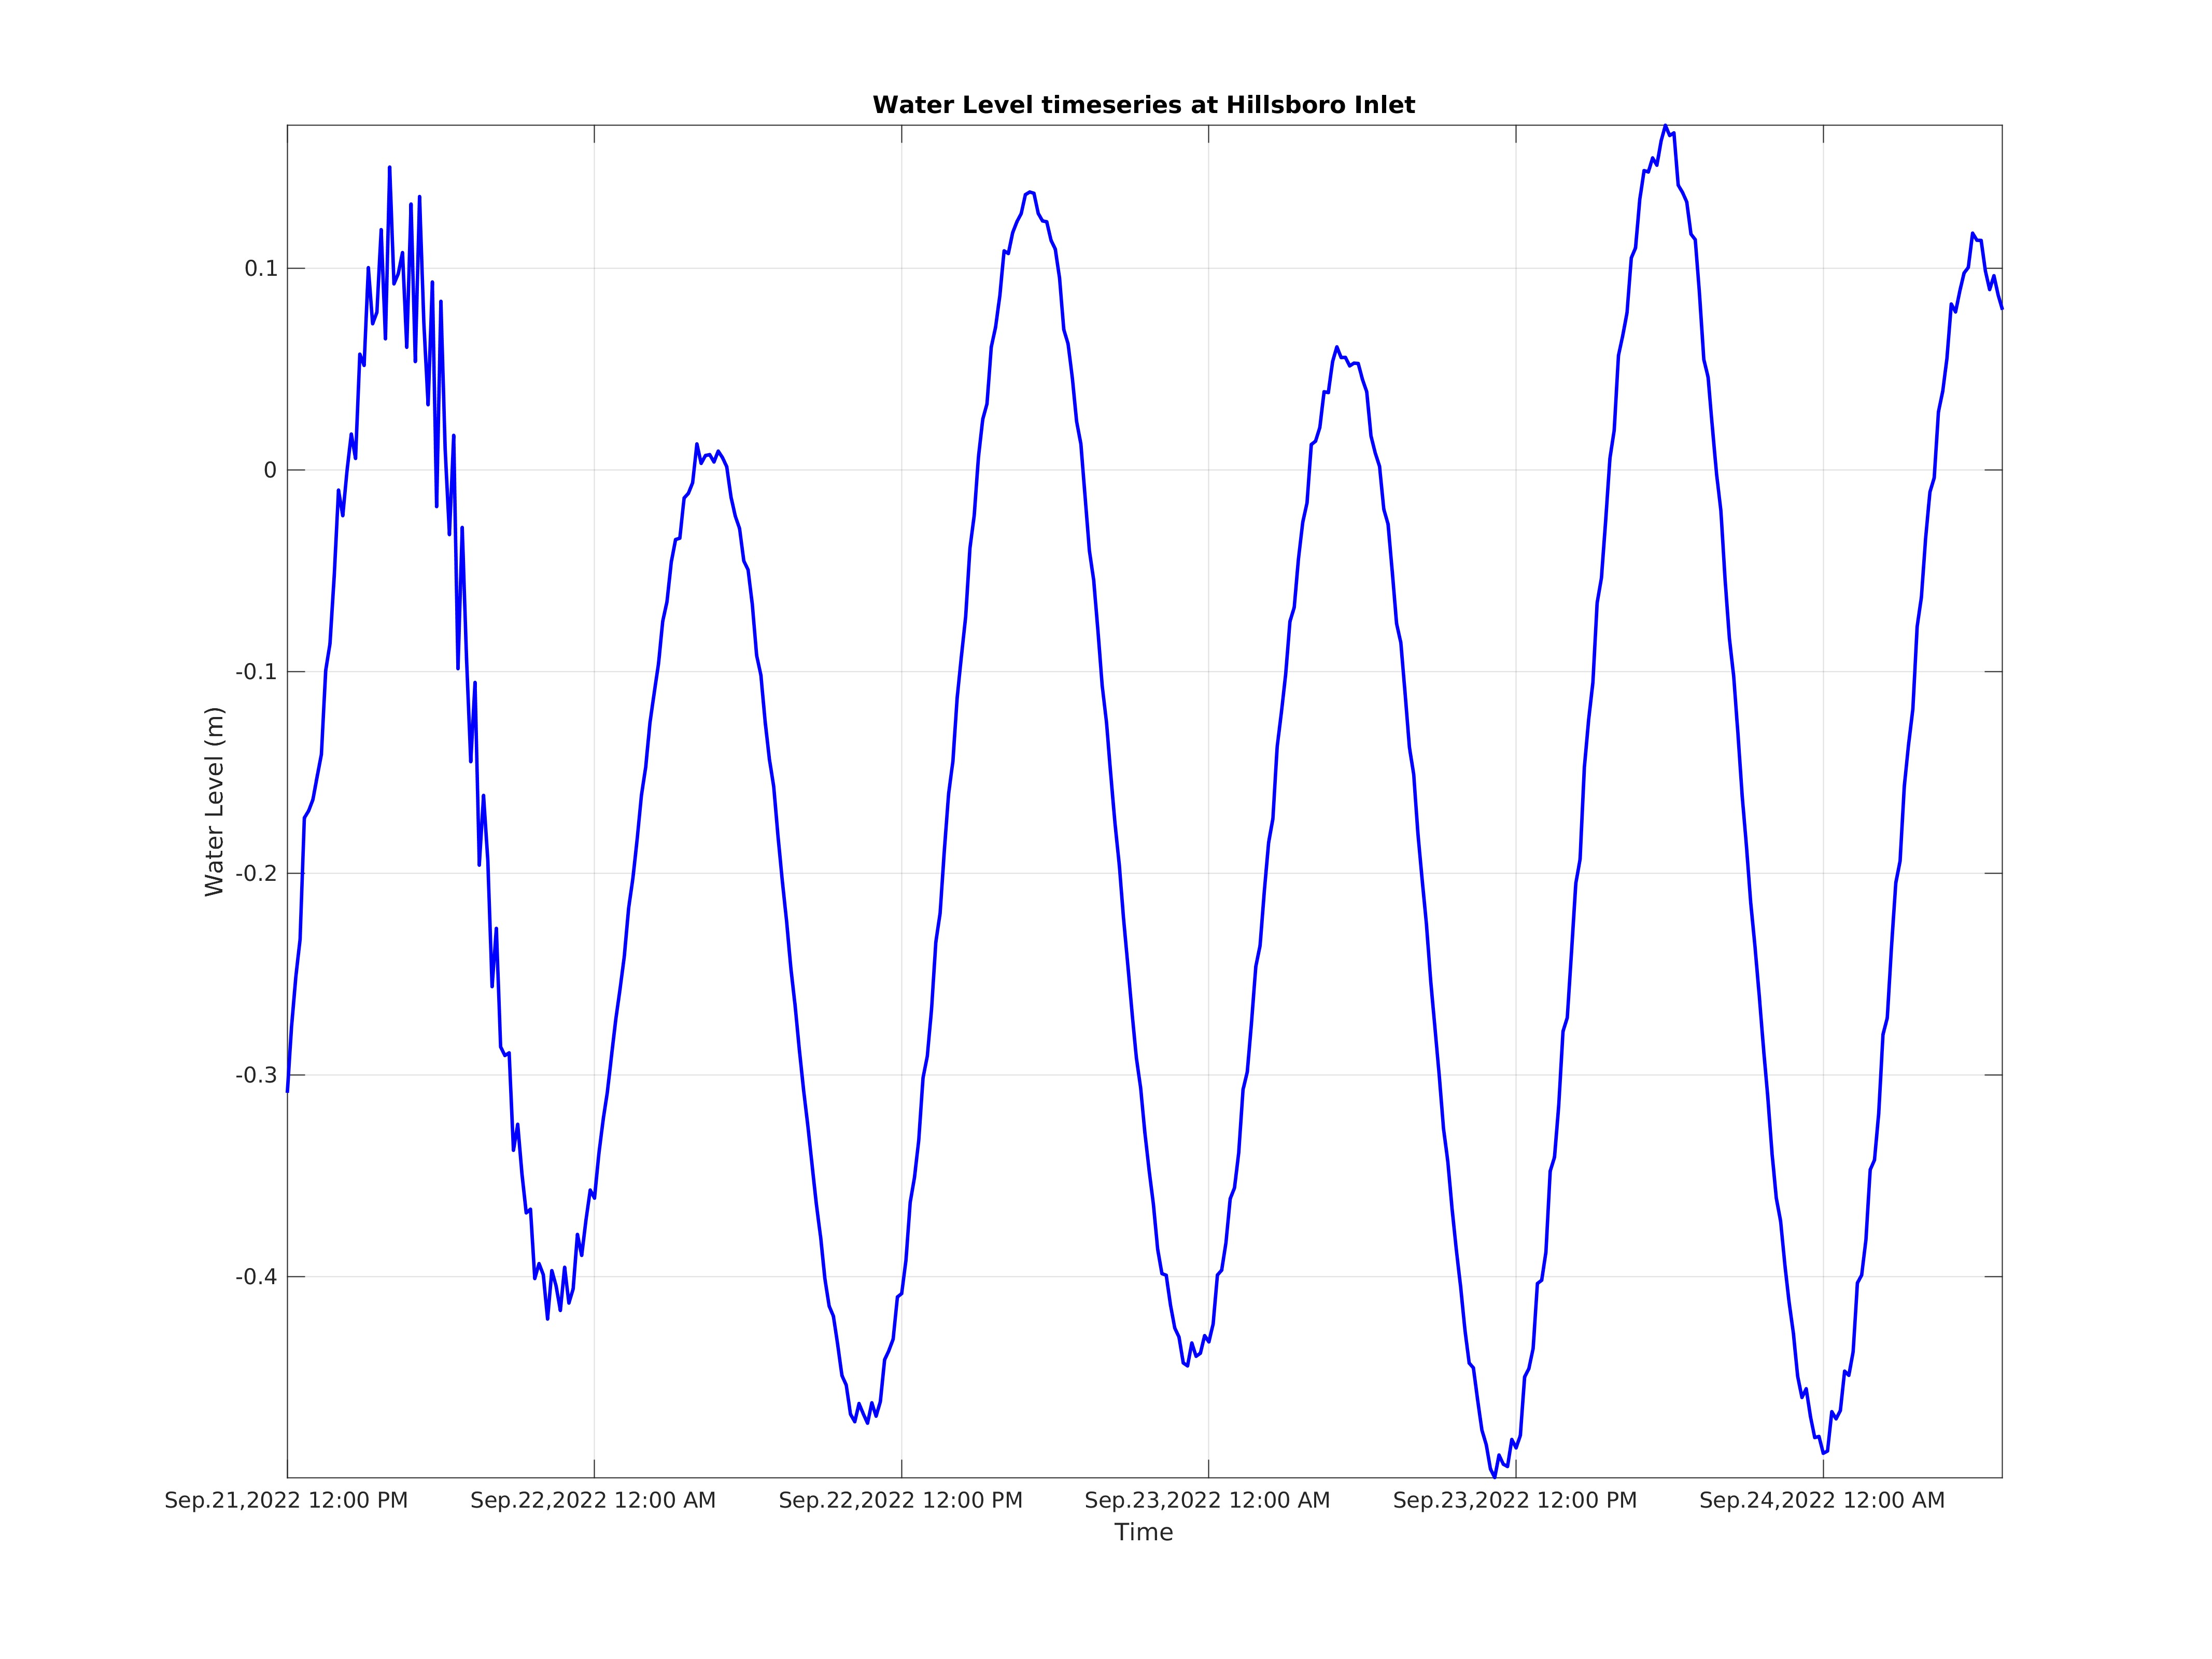 Water Level timeseries at Hillsboro Inlet
0.1
0
-0.1
-0.2
-0.3
-0.4
Water Level (m)
Sep.21,2022 12:00 PM
Sep.22,2022 12:00 AM
Sep.22,2022 12:00 PM
Sep.23,2022 12:00 AM
Sep.23,2022 12:00 PM
Sep.24,2022 12:00 AM
Time